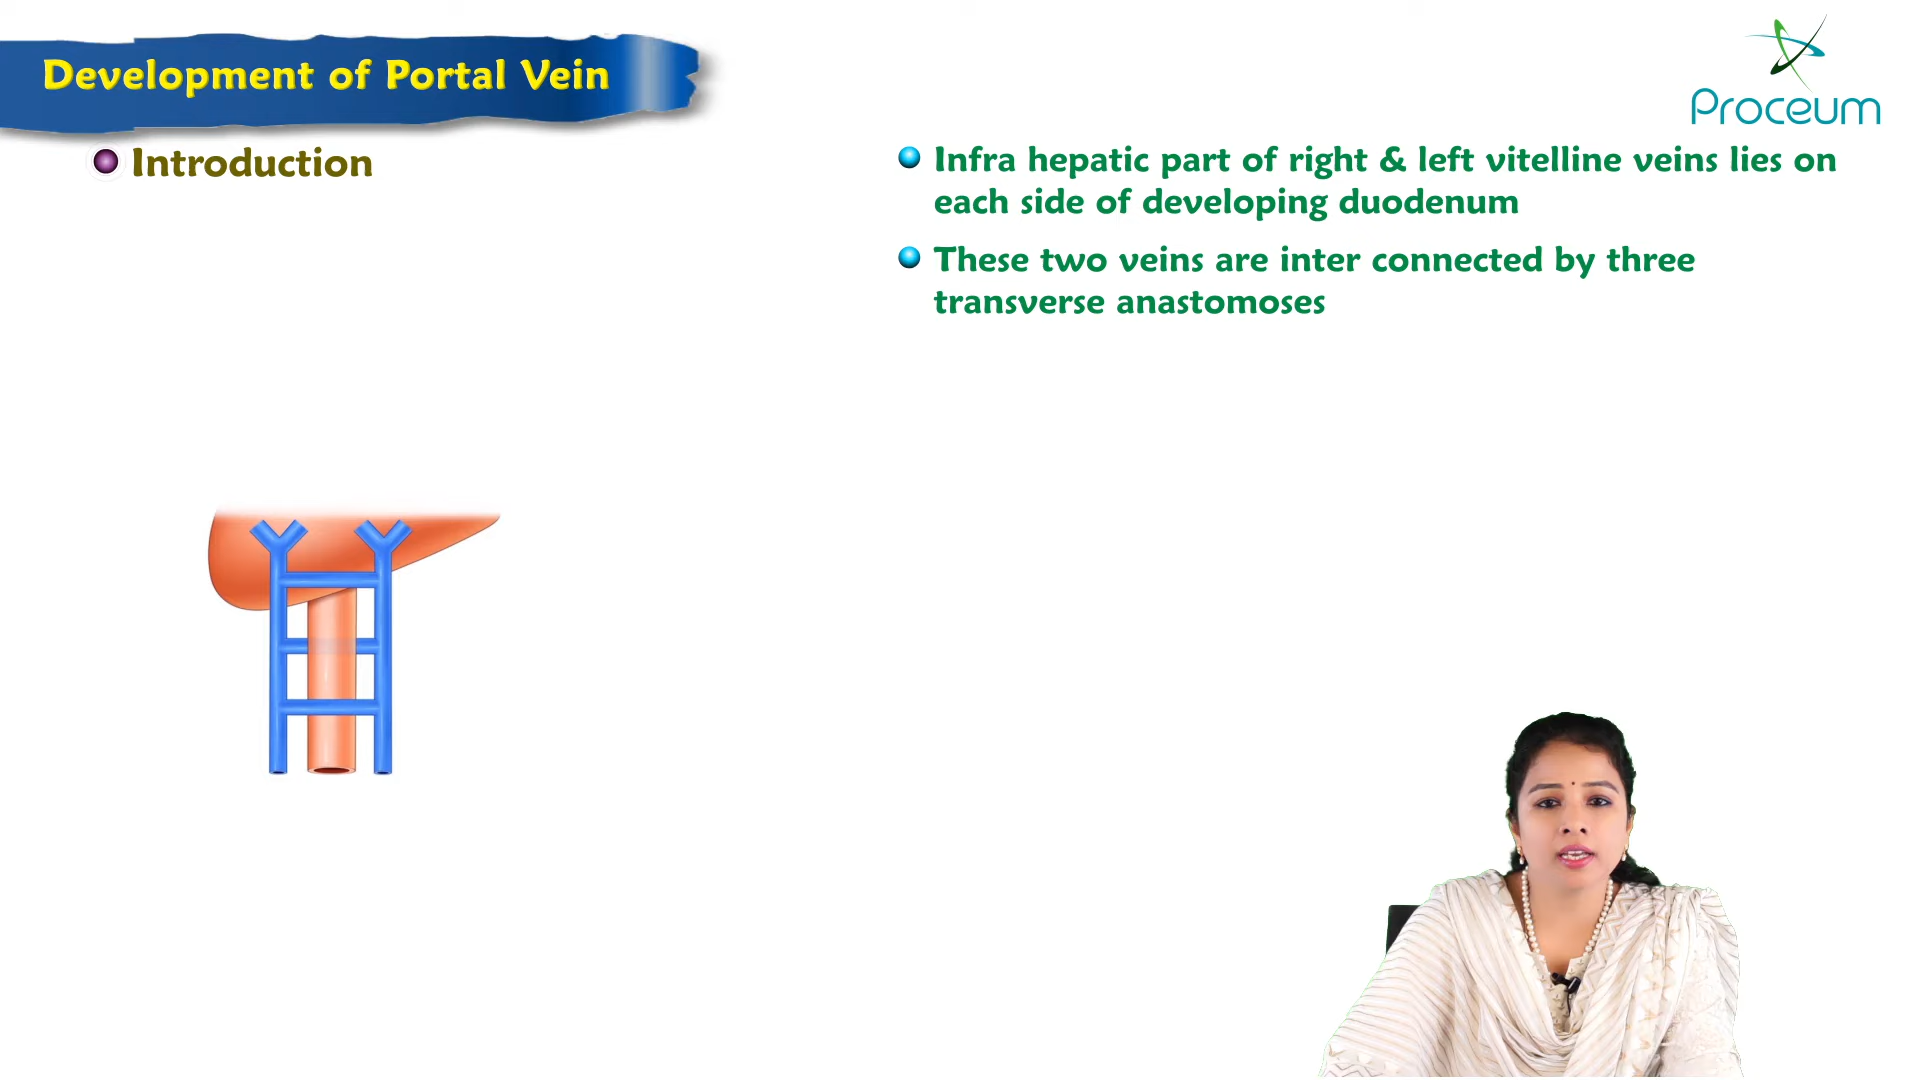 Development of Portal Vein
Proceum
Introduction
Infra hepatic part of right & left vitelline veins lies on
each side of developing duodenum
These two veins are inter connected by three
transverse anastomoses